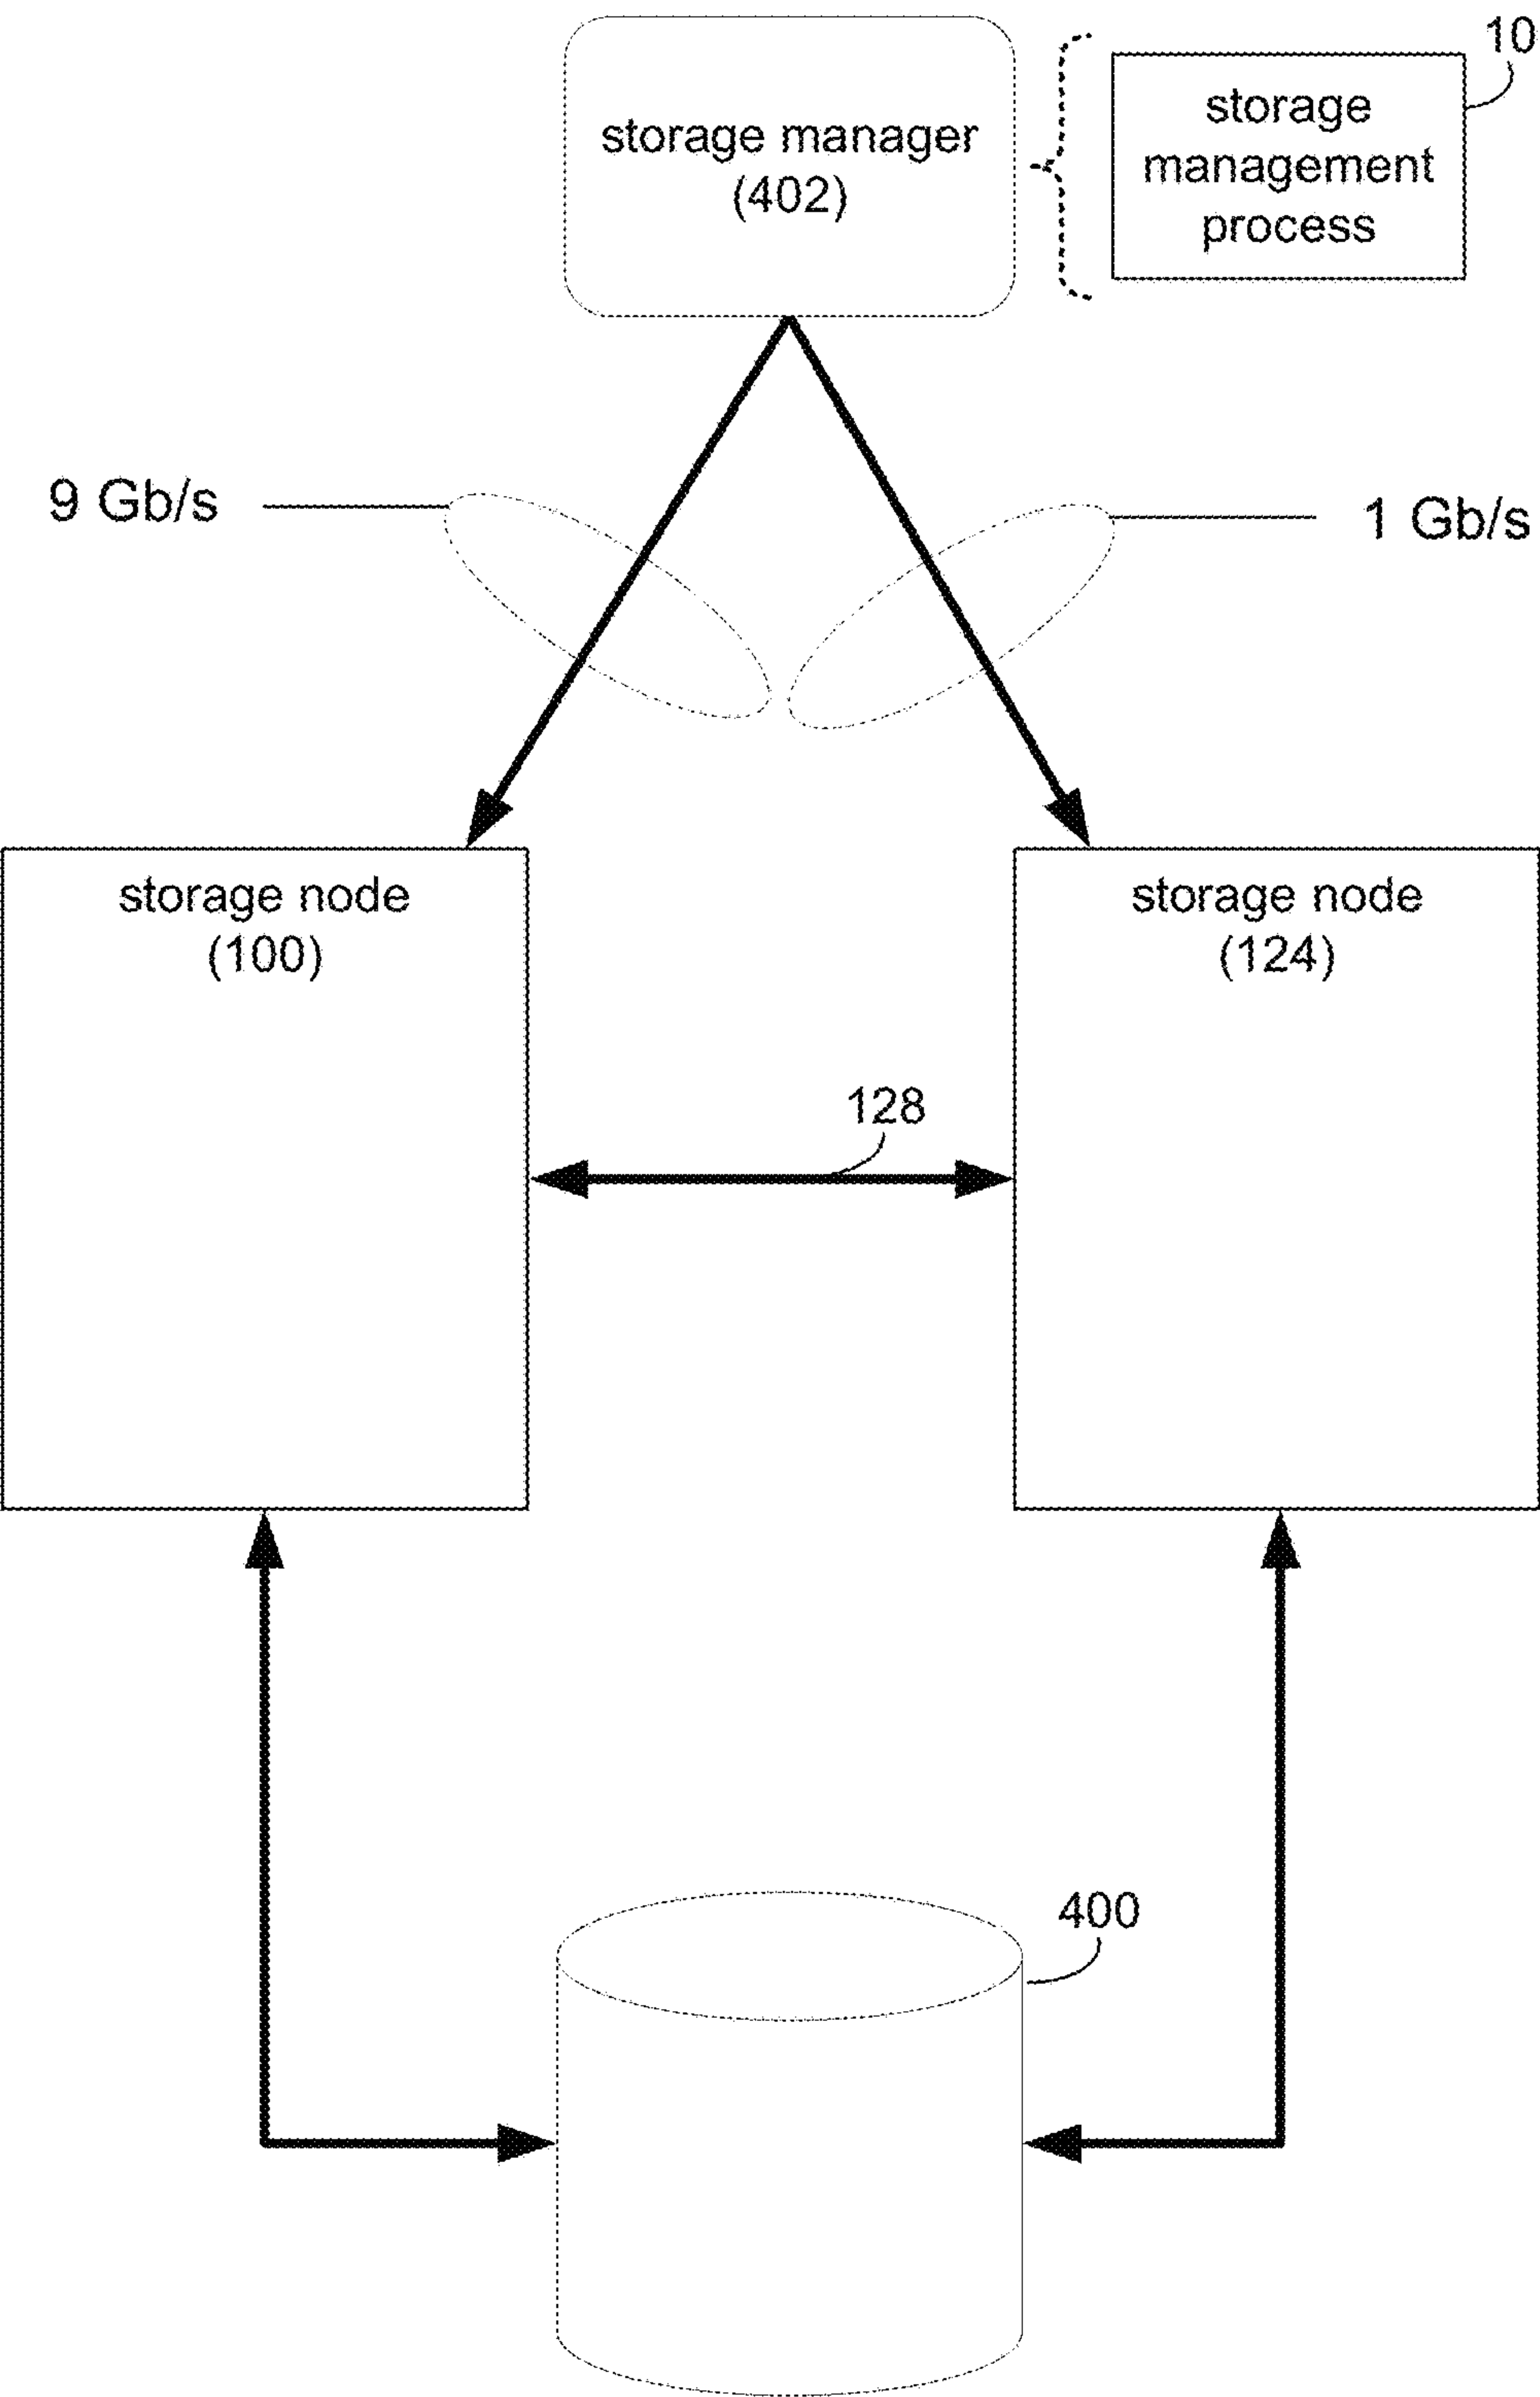 10
storage manager
(402)
storage
management
process
9 Gb/s
1 Gb/s
storage node
(100)
storage node
(124)
128
400